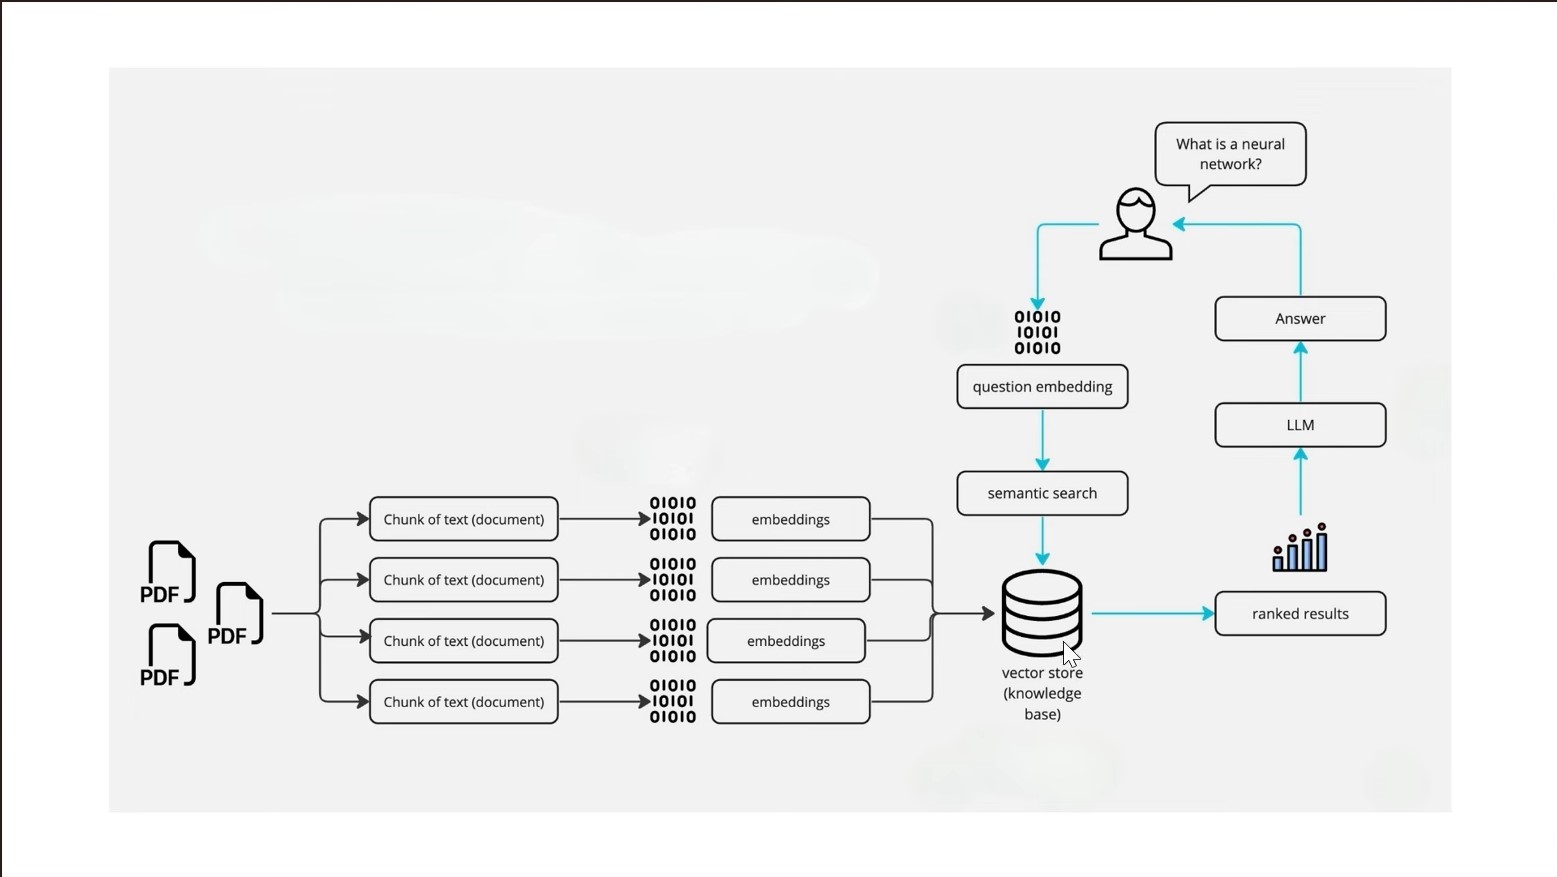 What is a neural
network?
01010
10101
01010
question embedding
Answer
LLM
semantic search
Chunk of text (document)
01010
10101
01010
embeddings
Chunk of text (document)
01010
10101
01010
embeddings
Chunk of text (document)
01010
10101
01010
embeddings
Chunk of text (document)
01010
10101
01010
embeddings
PDF
PDF
PDF
ranked results
vector store
(knowledge
base)